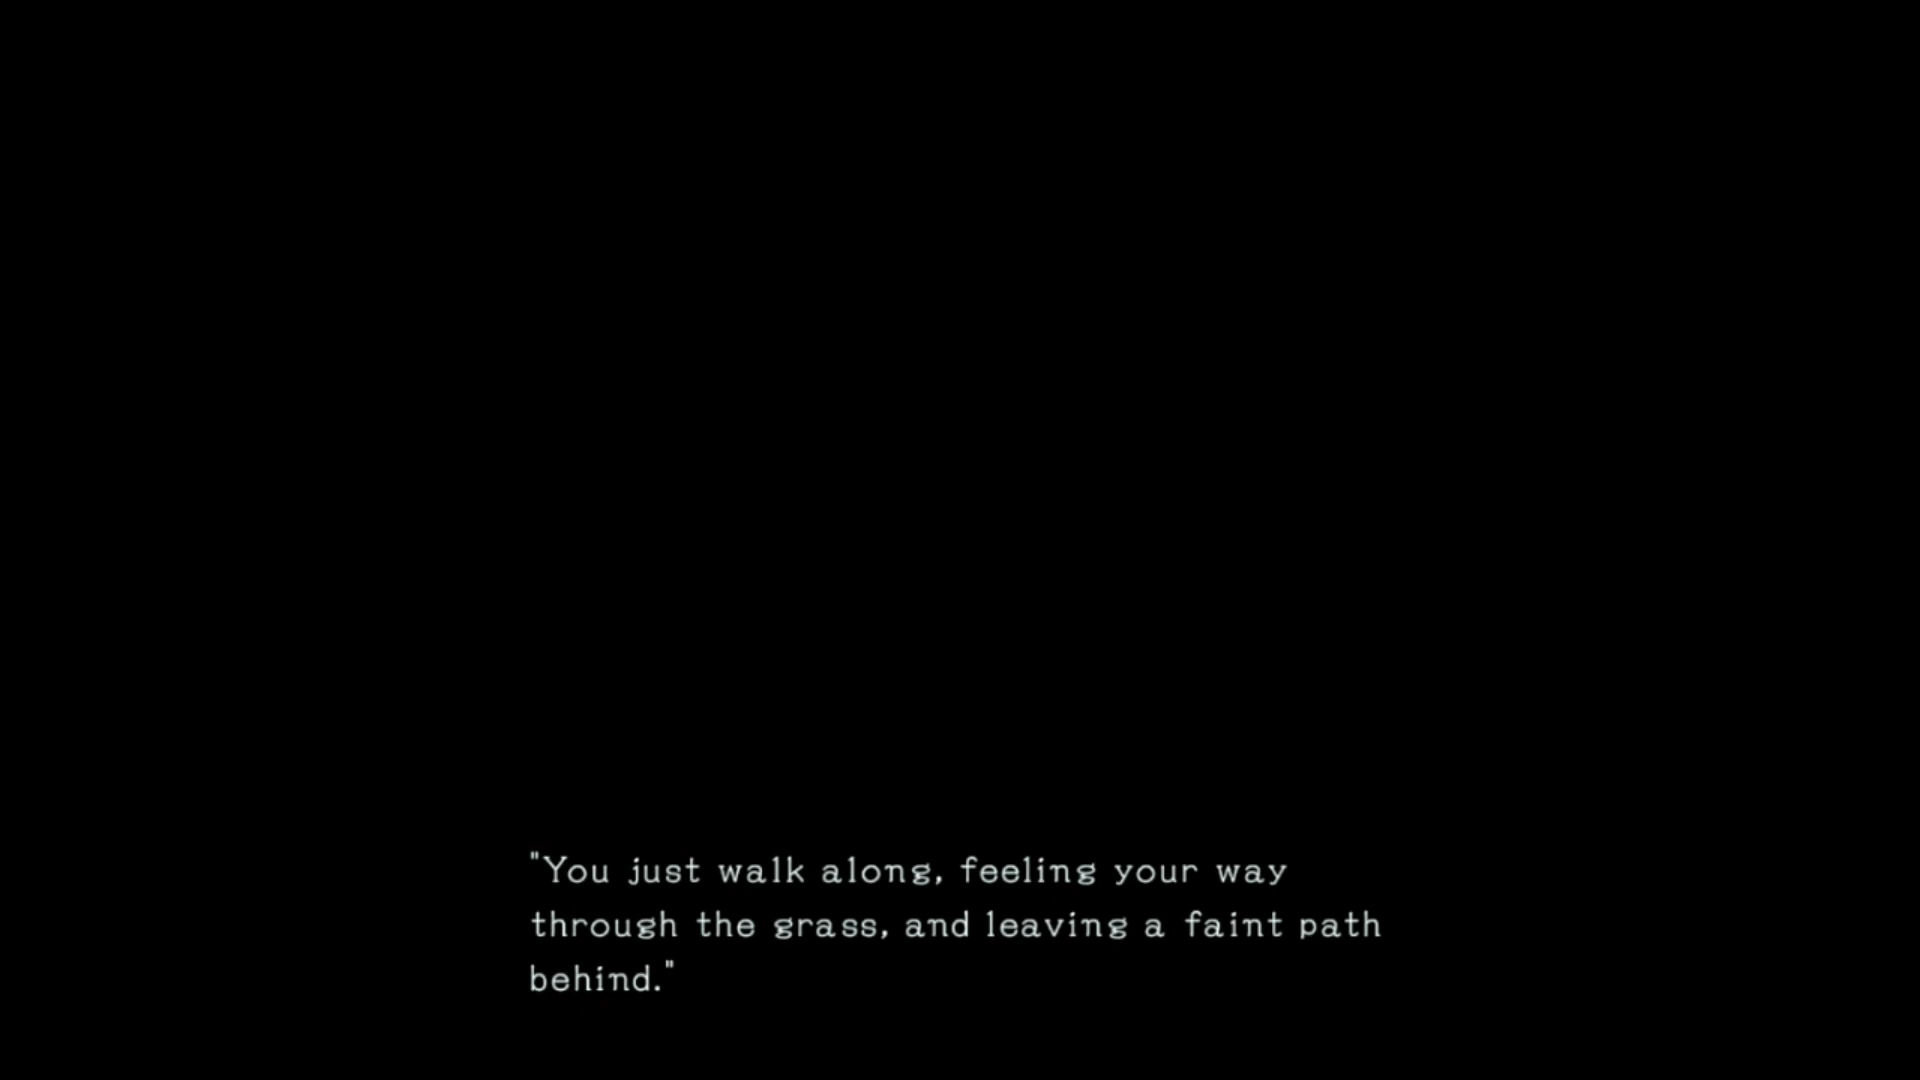 "You just walk along, feeling your way
through the grass, and leaving a faint path
behind."